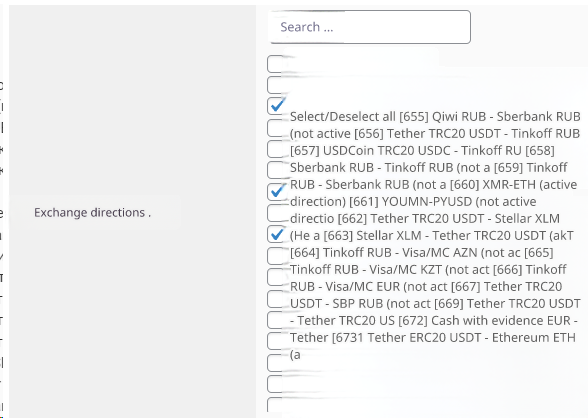 Search ...
Select/Deselect all [655] Qiwi RUB - Sberbank RUB
(not active [656] Tether TRC20 USDT - Tinkoff RUB
[657] USDCoin TRC20 USDC - Tinkoff RU [658]
Sberbank RUB - Tinkoff RUB (not a [659] Tinkoff
RUB - Sberbank RUB (not a [660] XMR-ETH (active
direction) [661] YOUMN-PYUSD (not active
directio [662] Tether TRC20 USDT - Stellar XLM
(He a [663] Stellar XLM - Tether TRC20 USDT (akT
[664] Tinkoff RUB - Visa/MC AZN (not ac [665]
Tinkoff RUB - Visa/MC KZT (not act [666] Tinkoff
RUB - Visa/MC EUR (not act [667] Tether TRC20
USDT - SBP RUB (not act [669] Tether TRC20 USDT
- Tether TRC20 US [672] Cash with evidence EUR -
Tether [6731 Tether ERC20 USDT - Ethereum ETH
(a
Exchange directions .